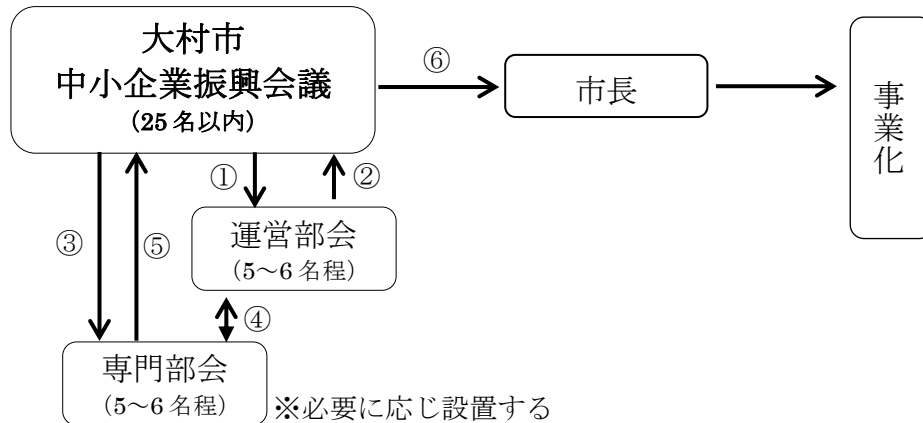 大村市
中小企業振興会議
（25名以内）
⑥
市長
事業化
①
②
運営部会
（5～6名程）
③
⑤
④
専門部会
（5～6名程）
※必要に応じ設置する